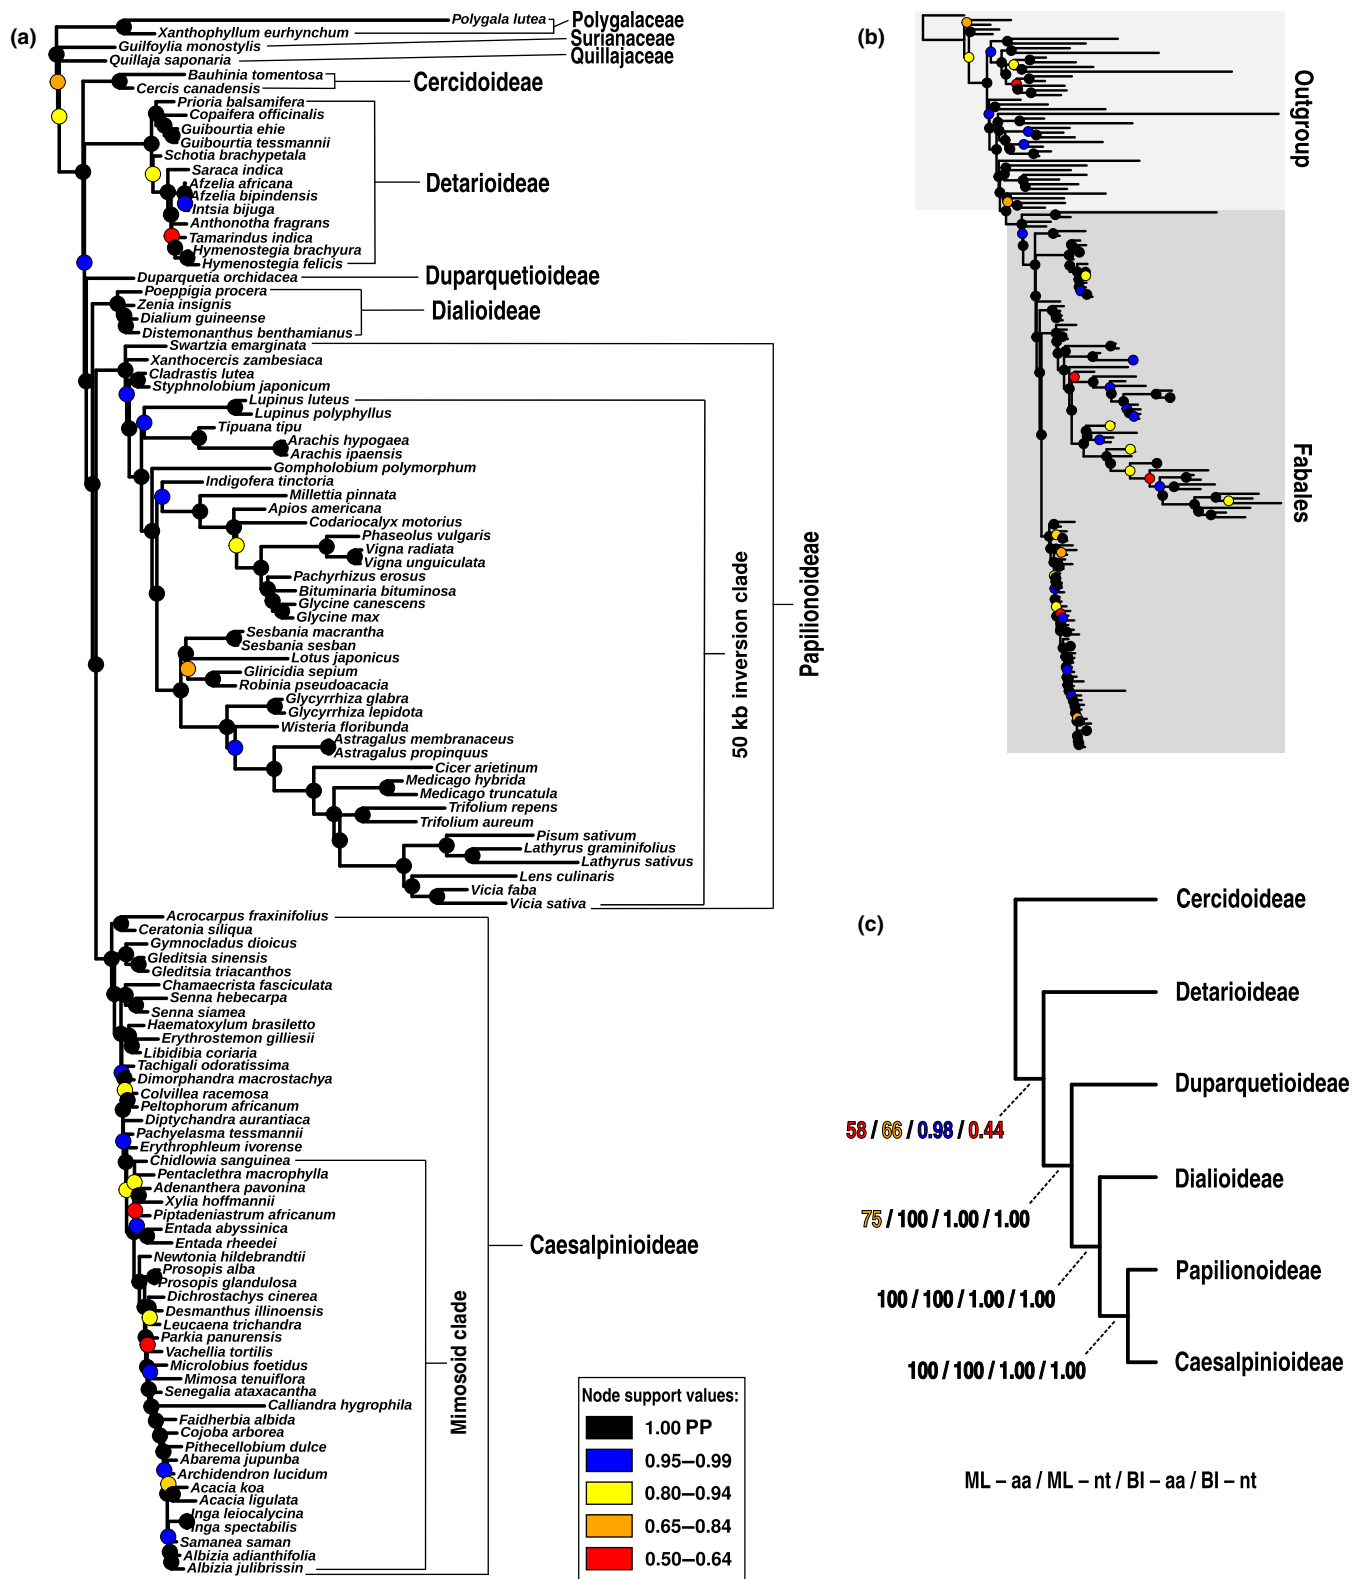 (a)
Polygala lutea
Xanthophyllum eurhynchum
Guilfoylia monostylis
Quillaja saponaria
Polygalaceae
Surianaceae
Quillajaceae
Bauhinia tomentosa
Cercis canadensis
Cercidoideae
Prioria balsamifera
Copaifera officinalis
Guibourtia ehie
Guibourtia tessmannii
Schotia brachypetala
Saraca indica
Afzelia africana
Afzelia bipindensis
Intsia bijuga
Anthonotha fragrans
Tamarindus indica
Hymenostegia brachyura
Hymenostegia felicis
Detarioideae
Duparquetia orchidacea
Duparquetioideae
Poeppigia procera
Zenia insignis
Dialium guineense
Distemonanthus benthamianus
Dialioideae
Swartzia emarginata
Xanthocercis zambesiaca
Cladrastis lutea
Styphnolobium japonicum
Lupinus luteus
Lupinus polyphyllus
Tipuana tipu
Arachis hypogaea
Arachis ipaensis
Gompholobium polymorphum
Indigofera tinctoria
Millettia pinnata
Apios americana
Codariocalyx motorius
Phaseolus vulgaris
Vigna radiata
Vigna unguiculata
Pachyrhizus erosus
Bituminaria bituminosa
Glycine canescens
Glycine max
Sesbania macrantha
Sesbania sesban
Lotus japonicus
Gliricidia sepium
Robinia pseudoacacia
Glycyrrhiza glabra
Glycyrrhiza lepidota
Wisteria floribunda
Astragalus membranaceus
Astragalus propinquus
Cicer arietinum
Medicago hybrida
Medicago truncatula
Trifolium repens
Trifolium aureum
Pisum sativum
Lathyrus graminifolius
Lathyrus sativus
Lens culinaris
Vicia faba
Vicia sativa
50 kb inversion clade
Papilionoideae
Acrocarpus fraxinifolius
Ceratonia siliqua
Gymnocladus dioicus
Gleditsia sinensis
Gleditsia triacanthos
Chamaecrista fasciculata
Senna hebecarpa
Senna siamea
Haematoxylum brasiletto
Erythrostemon gilliesii
Libidibia coriaria
Tachigali odoratissima
Dimorphandra macrostachya
Colvillea racemosa
Peltophorum africanum
Diptychandra aurantiaca
Pachyelasma tessmannii
Erythrophleum ivorense
Chidlowia sanguinea
Pentaclethra macrophylla
Adenanthera pavonina
Xylia hoffmannii
Piptadeniastrum africanum
Entada abyssinica
Entada rheedei
Newtonia hildebrandtii
Prosopis alba
Prosopis glandulosa
Dichrostachys cinerea
Desmanthus illinoensis
Leucaena trichandra
Parkia panurensis
Vachellia tortilis
Microlobius foetidus
Mimosa tenuiflora
Senegalia ataxacantha
Calliandra hygrophila
Faidherbia albida
Cojoba arborea
Pithecellobium dulce
Abarema jupunba
Archidendron lucidum
Acacia koa
Acacia ligulata
Inga leiocalycina
Inga spectabilis
Samanea saman
Albizia adianthifolia
Albizia julibrissin
Mimosoid clade
Caesalpinioideae
Node support values:
1.00 PP
0.95–0.99
0.80–0.94
0.65–0.84
0.50–0.64
(b)
Outgroup
Fabales
(c)
Cercidoideae
Detarioideae
Duparquetioideae
58 / 66 / 0.98 / 0.44
Dialioideae
75 / 100 / 1.00 / 1.00
Papilionoideae
100 / 100 / 1.00 / 1.00
Caesalpinioideae
100 / 100 / 1.00 / 1.00
ML – aa / ML – nt / BI – aa / BI – nt